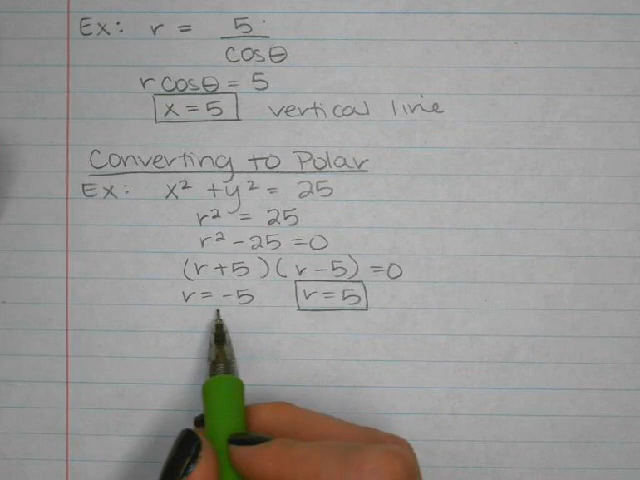 Ex: r = 5/cosθ
r cosθ = 5
x = 5 vertical line
Converting to Polar
Ex: x² + y² = 25
r² = 25
r² - 25 = 0
(r + 5)(r - 5) = 0
r = -5 r = 5